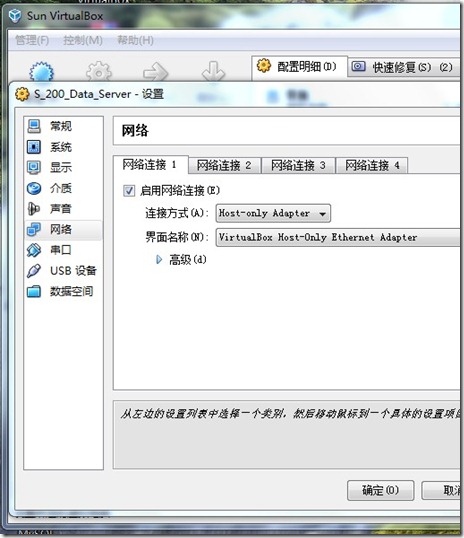 Sun VirtualBox
管理(F) 控制(M) 帮助(H)
配置明细(D) 快速修复(S) (2)
S_200_Data_Server - 设置
常规
系统
显示
介质
声音
网络
串口
USB 设备
数据空间
网络
网络连接 1 网络连接 2 网络连接 3 网络连接 4
启用网络连接(E)
连接方式(A): Host-only Adapter
界面名称(N): VirtualBox Host-Only Ethernet Adapter
高级(d)
从左边的设置列表中选择一个类别, 然后移动鼠标到一个具体的设置项
确定(O) 取消